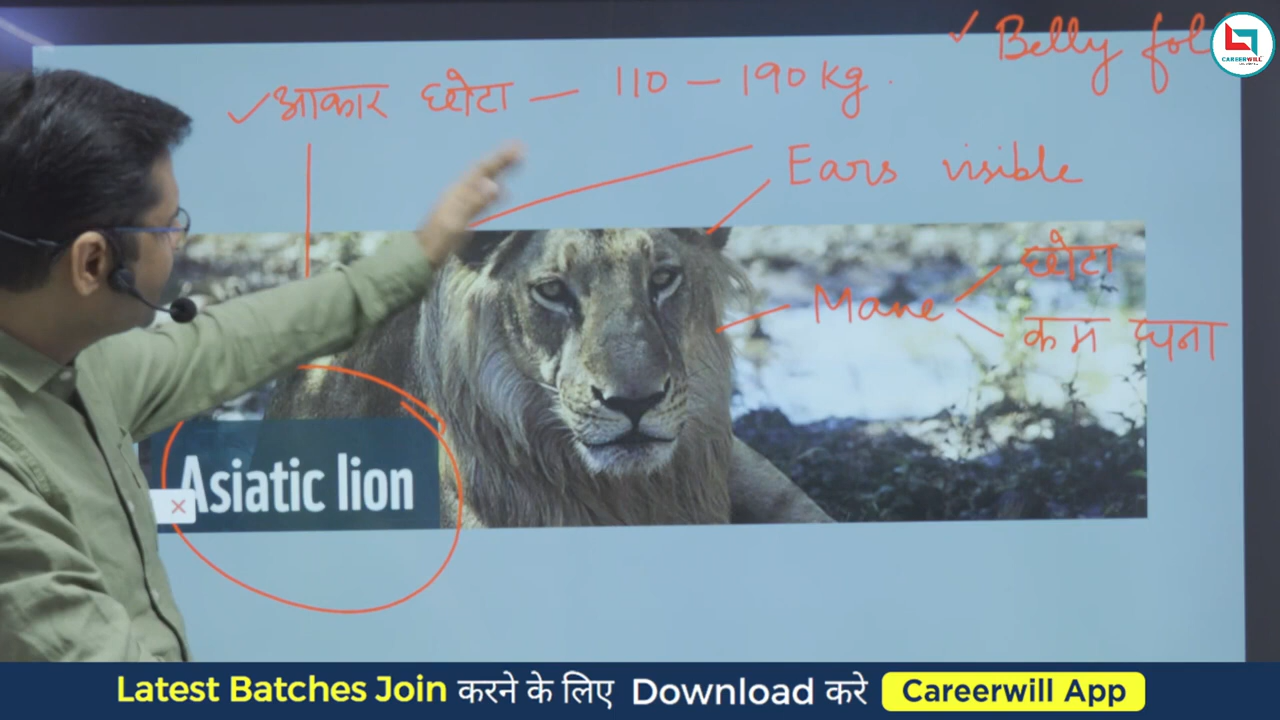 ✓ Belly fol
CAREERWILL
✓ आकार छोटा — 110 – 190 kg.
Ears visible
Mane
छोटा
कम घना
Asiatic lion
Latest Batches Join करने के लिए Download करे Careerwill App